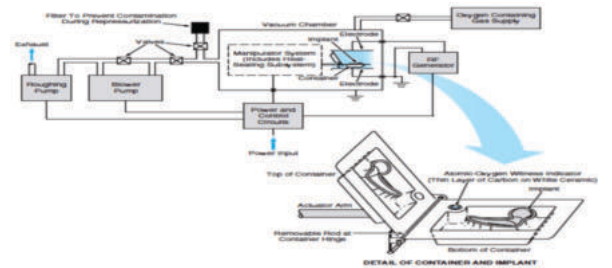 Filter To Prevent Contamination
During Repressurization
Vacuum Chamber
Oxygen Containing
Gas Supply
Exhaust
Valves
Electrode
Implant
Manipulator System
(Includes Heat-
Sealing Subsystem)
RF
Generator
Container
Electrode
Roughing
Pump
Blower
Pump
Power and
Control
Circuits
Power Input
Top of Container
Atomic-Oxygen Witness Indicator
(Thin Layer of Carbon on White Ceramic)
Implant
Actuator Arm
Removable Rod at
Container Hinge
Bottom of Container
DETAIL OF CONTAINER AND IMPLANT